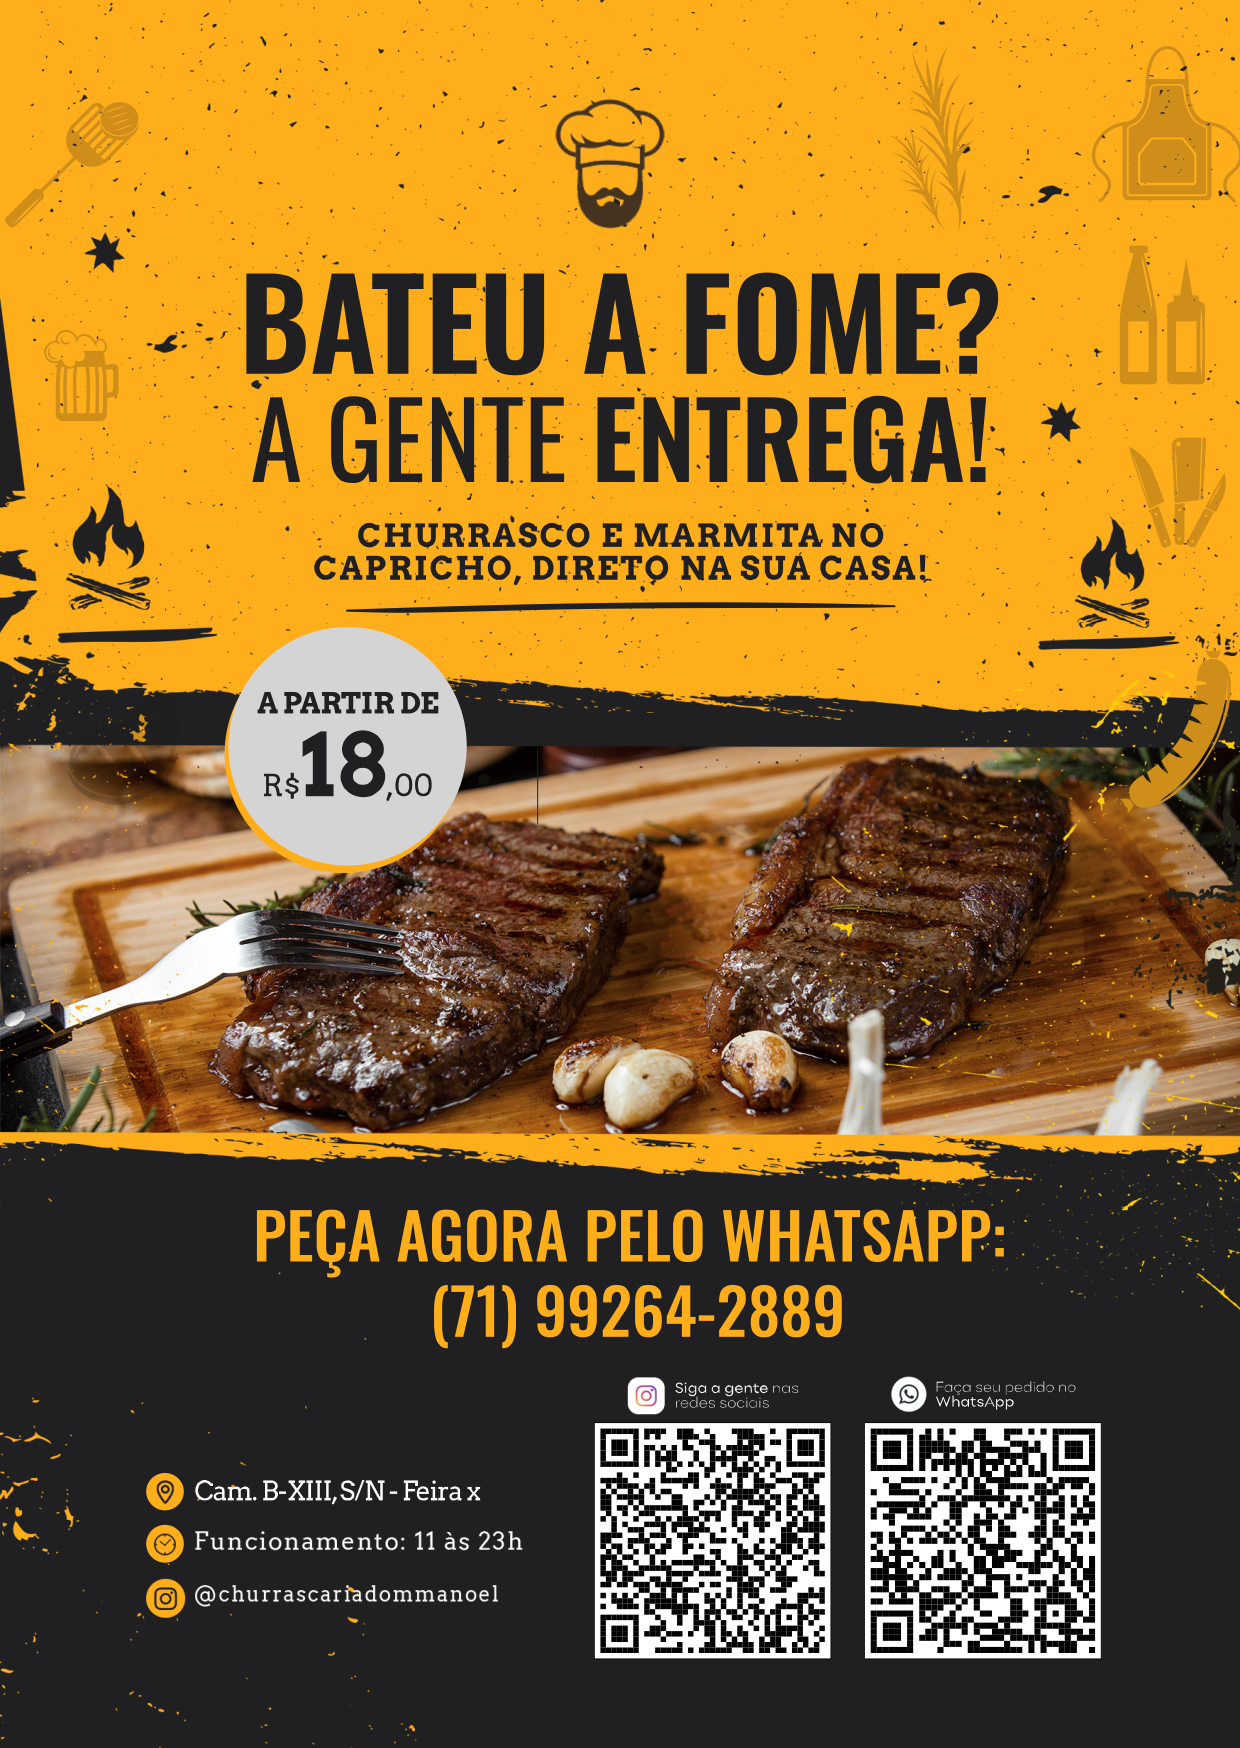 BATEU A FOME?
A GENTE ENTREGA!
CHURRASCO E MARMITA NO
CAPRICHO, DIRETO NA SUA CASA!
A PARTIR DE
R$18,00
PEÇA AGORA PELO WHATSAPP:
(71) 99264-2889
Siga a gente nas
redes sociais
Faça seu pedido no
WhatsApp
Cam. B-XIII, S/N - Feira x
Funcionamento: 11 às 23h
@churrascariadommanoel